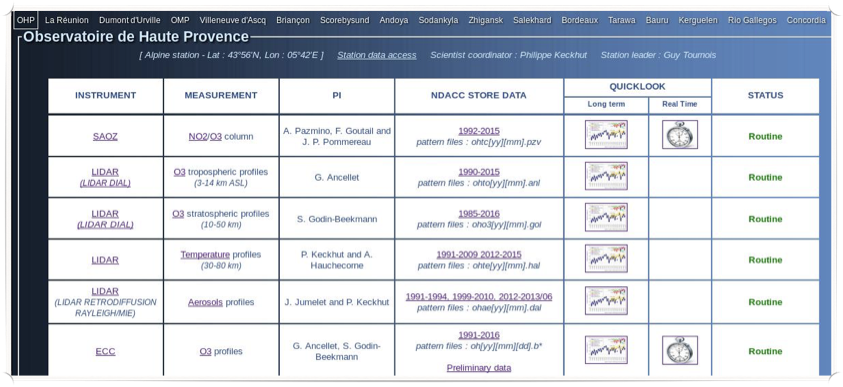 OHP La Réunion Dumont d'Urville OMP Villeneuve d'Ascq Briançon Scorebysund Andoya Sodankyla Zhigansk Salekhard Bordeaux Tarawa Bauru Kerguelen Rio Gallegos Concordia
Observatoire de Haute Provence
[ Alpine station - Lat : 43°56'N, Lon : 05°42'E ] Station data access Scientist coordinator : Philippe Keckhut Station leader : Guy Tournois
INSTRUMENT MEASUREMENT PI NDACC STORE DATA QUICKLOOK STATUS
Long term Real Time
SAOZ NO2/O3 column A. Pazmino, F. Goutail and J. P. Pommereau 1992-2015
pattern files : ohtc[yy][mm].pzv
Routine
LIDAR
(LIDAR DIAL)
O3 tropospheric profiles
(3-14 km ASL)
G. Ancellet
1990-2015
pattern files : ohto[yy][mm].anl
Routine
LIDAR
(LIDAR DIAL)
O3 stratospheric profiles
(10-50 km)
S. Godin-Beekmann
1985-2016
pattern files : oho3[yy][mm].gol
Routine
LIDAR
Temperature profiles
(30-80 km)
P. Keckhut and A.
Hauchecorne
1991-2009 2012-2015
pattern files : ohte[yy][mm].hal
Routine
LIDAR
(LIDAR RETRODIFFUSION
RAYLEIGH/MIE)
Aerosols profiles
J. Jumelet and P. Keckhut
1991-1994, 1999-2010, 2012-2013/06
pattern files : ohae[yy][mm].dal
Routine
ECC
O3 profiles
G. Ancellet, S. Godin-
Beekmann
1991-2016
pattern files : oh[yy][mm][dd].b*
Preliminary data
Routine